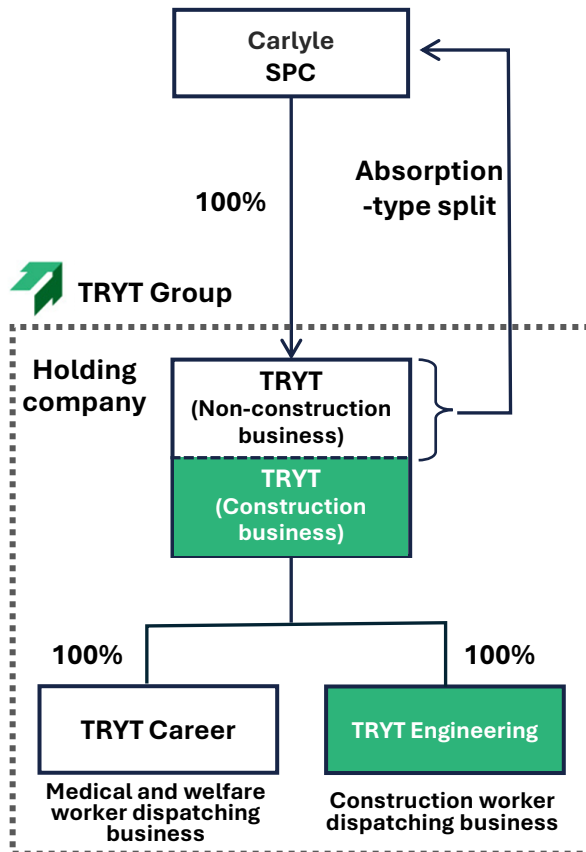 Carlyle
SPC
Absorption
-type split
100%
TRYT Group
Holding
company
TRYT
(Non-construction
business)
TRYT
(Construction
business)
100%
100%
TRYT Career
TRYT Engineering
Medical and welfare
worker dispatching
business
Construction worker
dispatching business